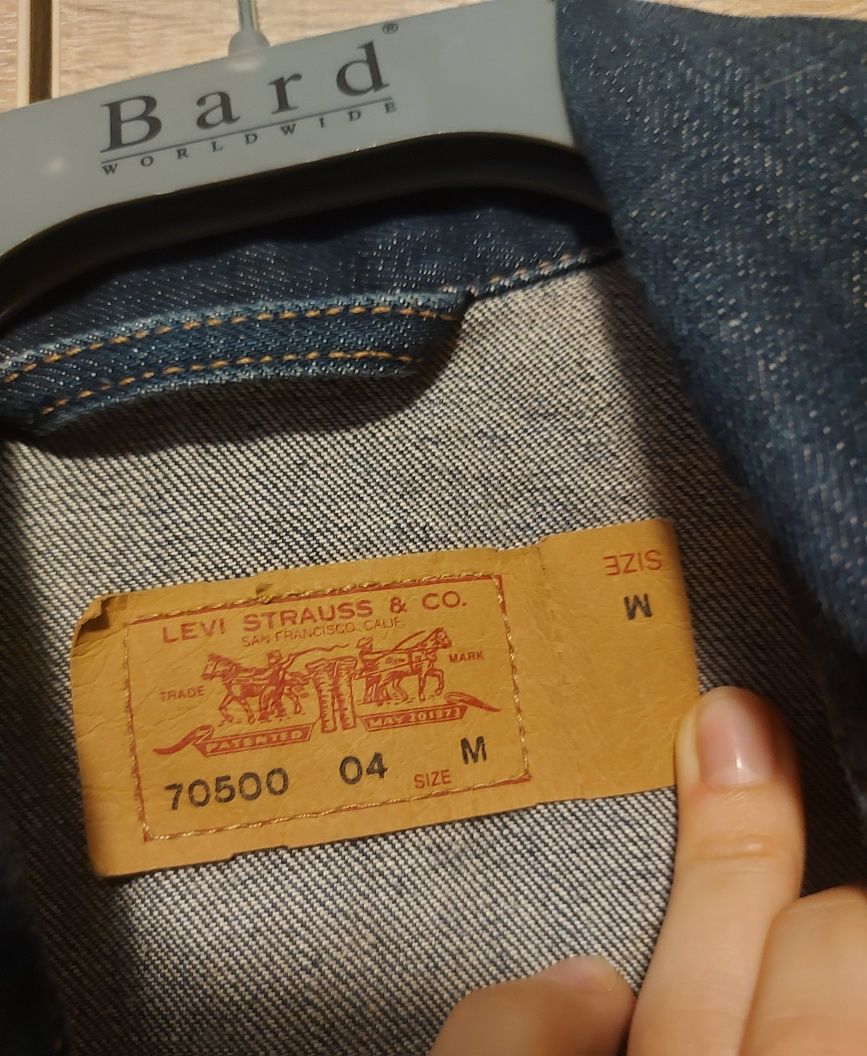 Bard®
WORLDWIDE
SIZE
M
LEVI STRAUSS & CO.
SAN FRANCISCO, CALIF.
TRADE MARK
PATENTED MAY 20 1873
70500 04 SIZE M